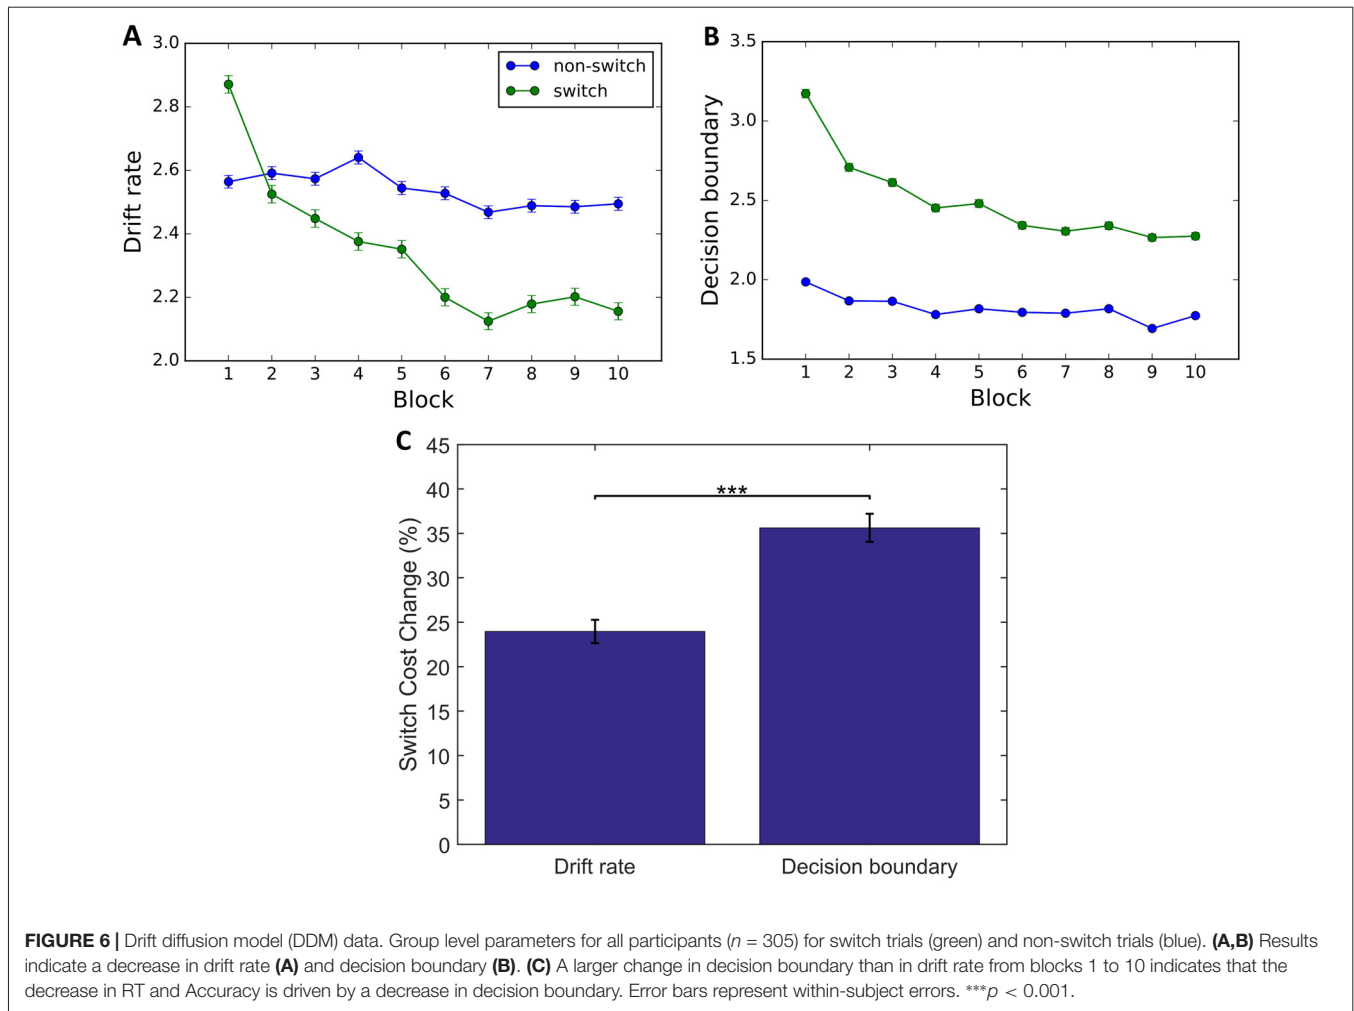 A
3.0
2.8
2.6
2.4
2.2
2.0
Drift rate
non-switch
switch
1 2 3 4 5 6 7 8 9 10
Block
B
3.5
3.0
2.5
2.0
1.5
Decision boundary
1 2 3 4 5 6 7 8 9 10
Block
C
45
40
35
30
25
20
15
10
5
0
Switch Cost Change (%)
***
Drift rate Decision boundary
FIGURE 6 | Drift diffusion model (DDM) data. Group level parameters for all participants (n = 305) for switch trials (green) and non-switch trials (blue). (A,B) Results
indicate a decrease in drift rate (A) and decision boundary (B). (C) A larger change in decision boundary than in drift rate from blocks 1 to 10 indicates that the
decrease in RT and Accuracy is driven by a decrease in decision boundary. Error bars represent within-subject errors. ***p < 0.001.